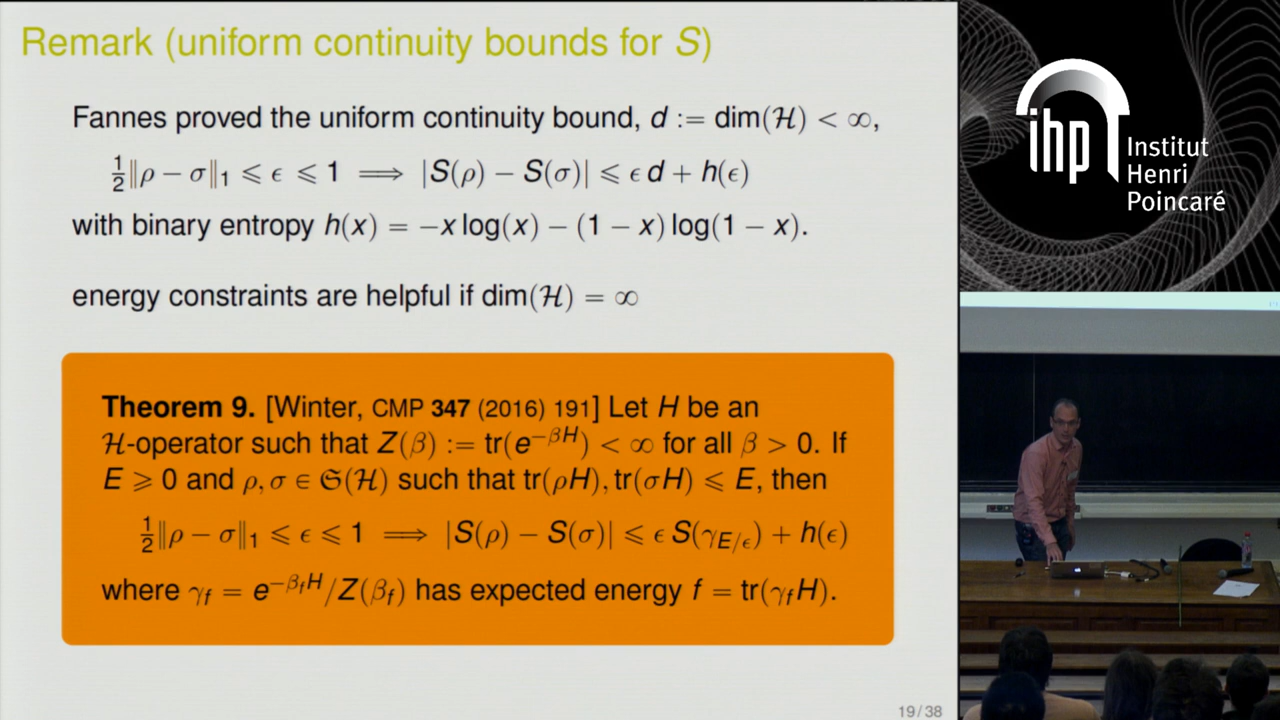 Remark (uniform continuity bounds for S)
Fannes proved the uniform continuity bound, d := dim(ℋ) < ∞,
½‖ρ − σ‖₁ ⩽ ϵ ⩽ 1 ⟹ |S(ρ) − S(σ)| ⩽ ϵ d + h(ϵ)
with binary entropy h(x) = −x log(x) − (1 − x) log(1 − x).
energy constraints are helpful if dim(ℋ) = ∞
Theorem 9. [Winter, CMP 347 (2016) 191] Let H be an
ℋ-operator such that Z(β) := tr(e^{−βH}) < ∞ for all β > 0. If
E ⩾ 0 and ρ, σ ∈ 𝔖(ℋ) such that tr(ρH), tr(σH) ⩽ E, then
½‖ρ − σ‖₁ ⩽ ϵ ⩽ 1 ⟹ |S(ρ) − S(σ)| ⩽ ϵ S(γ_{E/ϵ}) + h(ϵ)
where γ_f = e^{−β_f H}/Z(β_f) has expected energy f = tr(γ_f H).
19 / 38
ihp
Institut
Henri
Poincaré